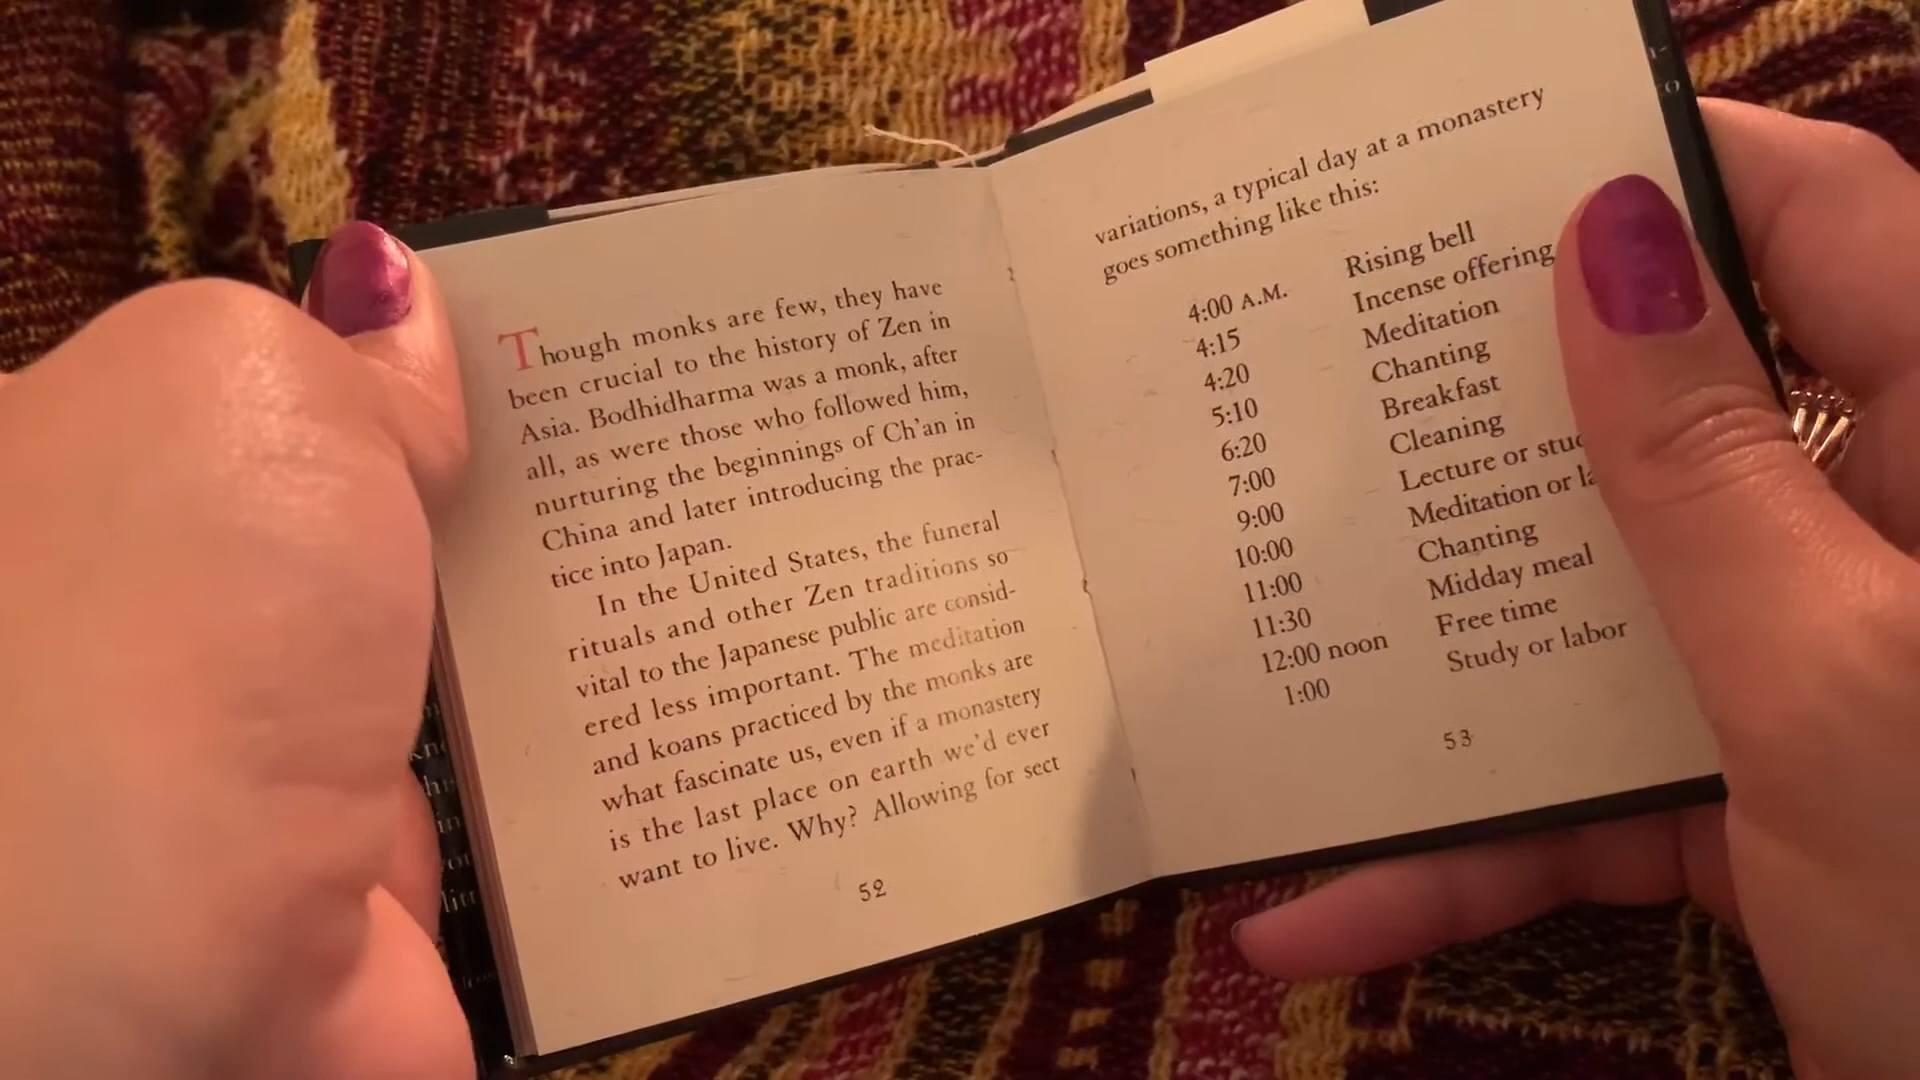 Though monks are few, they have
been crucial to the history of Zen in
Asia. Bodhidharma was a monk, after
all, as were those who followed him,
nurturing the beginnings of Ch'an in
China and later introducing the prac-
tice into Japan.
In the United States, the funeral
rituals and other Zen traditions so
vital to the Japanese public are consid-
ered less important. The meditation
and koans practiced by the monks are
what fascinate us, even if a monastery
is the last place on earth we'd ever
want to live. Why? Allowing for sect
52
variations, a typical day at a monastery
goes something like this:
4:00 A.M. Rising bell
4:15 Incense offering
4:20 Meditation
5:10 Chanting
6:20 Breakfast
7:00 Cleaning
9:00 Lecture or
10:00 Meditation or
11:00 Chanting
11:30 Midday meal
12:00 noon Free time
1:00 Study or labor
53